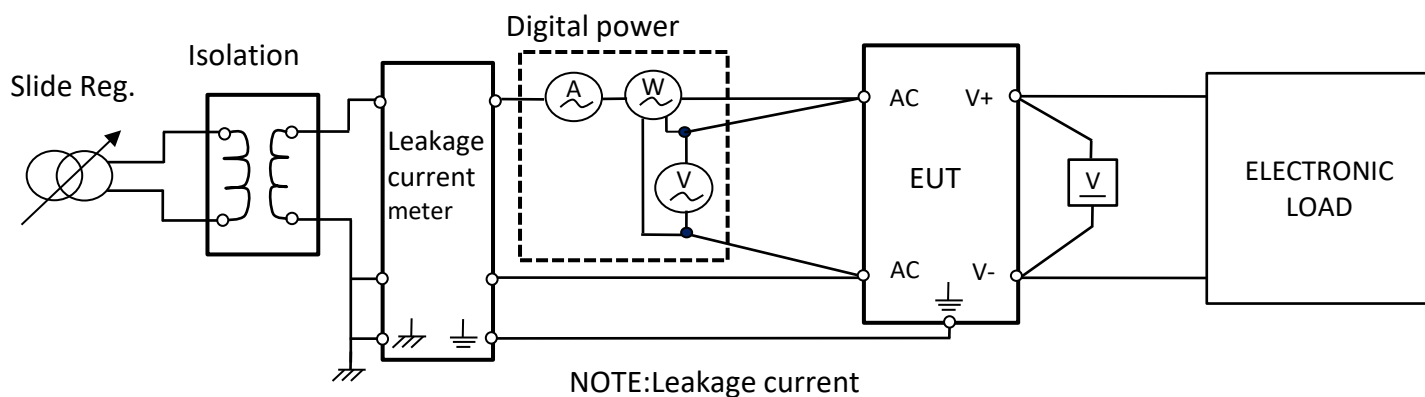 Digital power
Isolation
Slide Reg.
A
W
AC
V+
Leakage
current
meter
V
EUT
V
ELECTRONIC
LOAD
AC
V-
NOTE:Leakage current